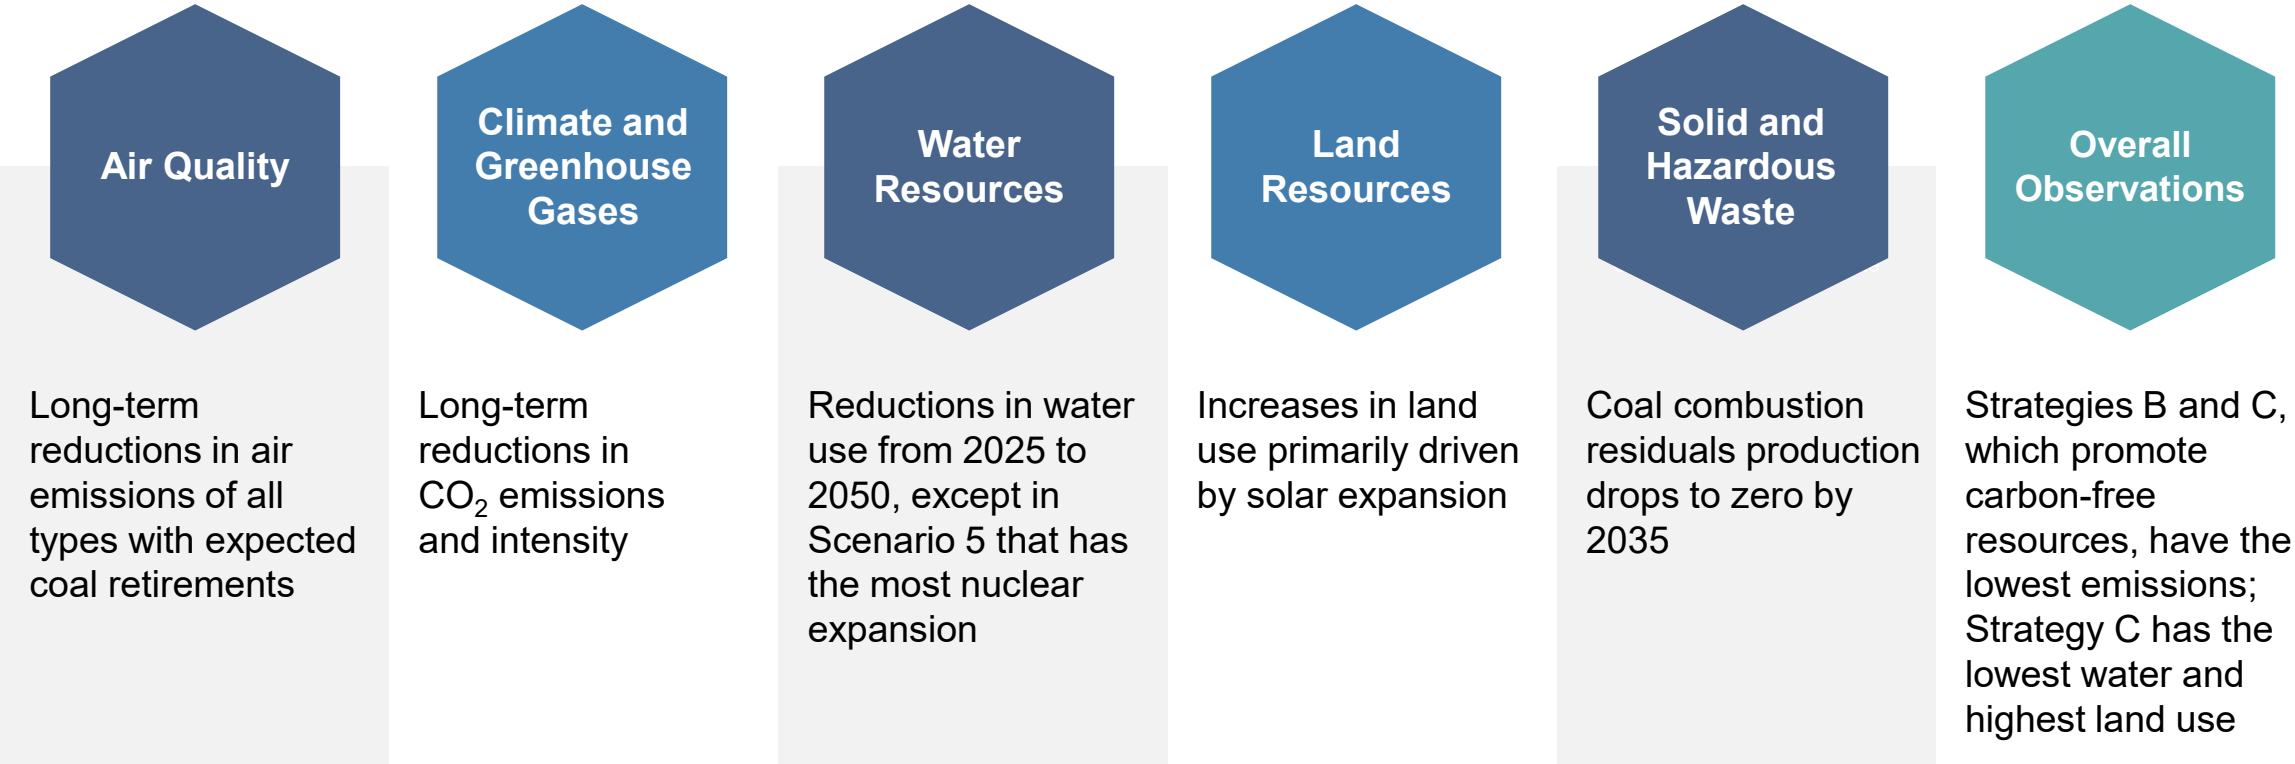 Air Quality
Long-term
reductions in air
emissions of all
types with expected
coal retirements
Climate and
Greenhouse
Gases
Long-term
reductions in
CO₂ emissions
and intensity
Water
Resources
Reductions in water
use from 2025 to
2050, except in
Scenario 5 that has
the most nuclear
expansion
Land
Resources
Increases in land
use primarily driven
by solar expansion
Solid and
Hazardous
Waste
Coal combustion
residuals production
drops to zero by
2035
Overall
Observations
Strategies B and C,
which promote
carbon-free
resources, have the
lowest emissions;
Strategy C has the
lowest water and
highest land use